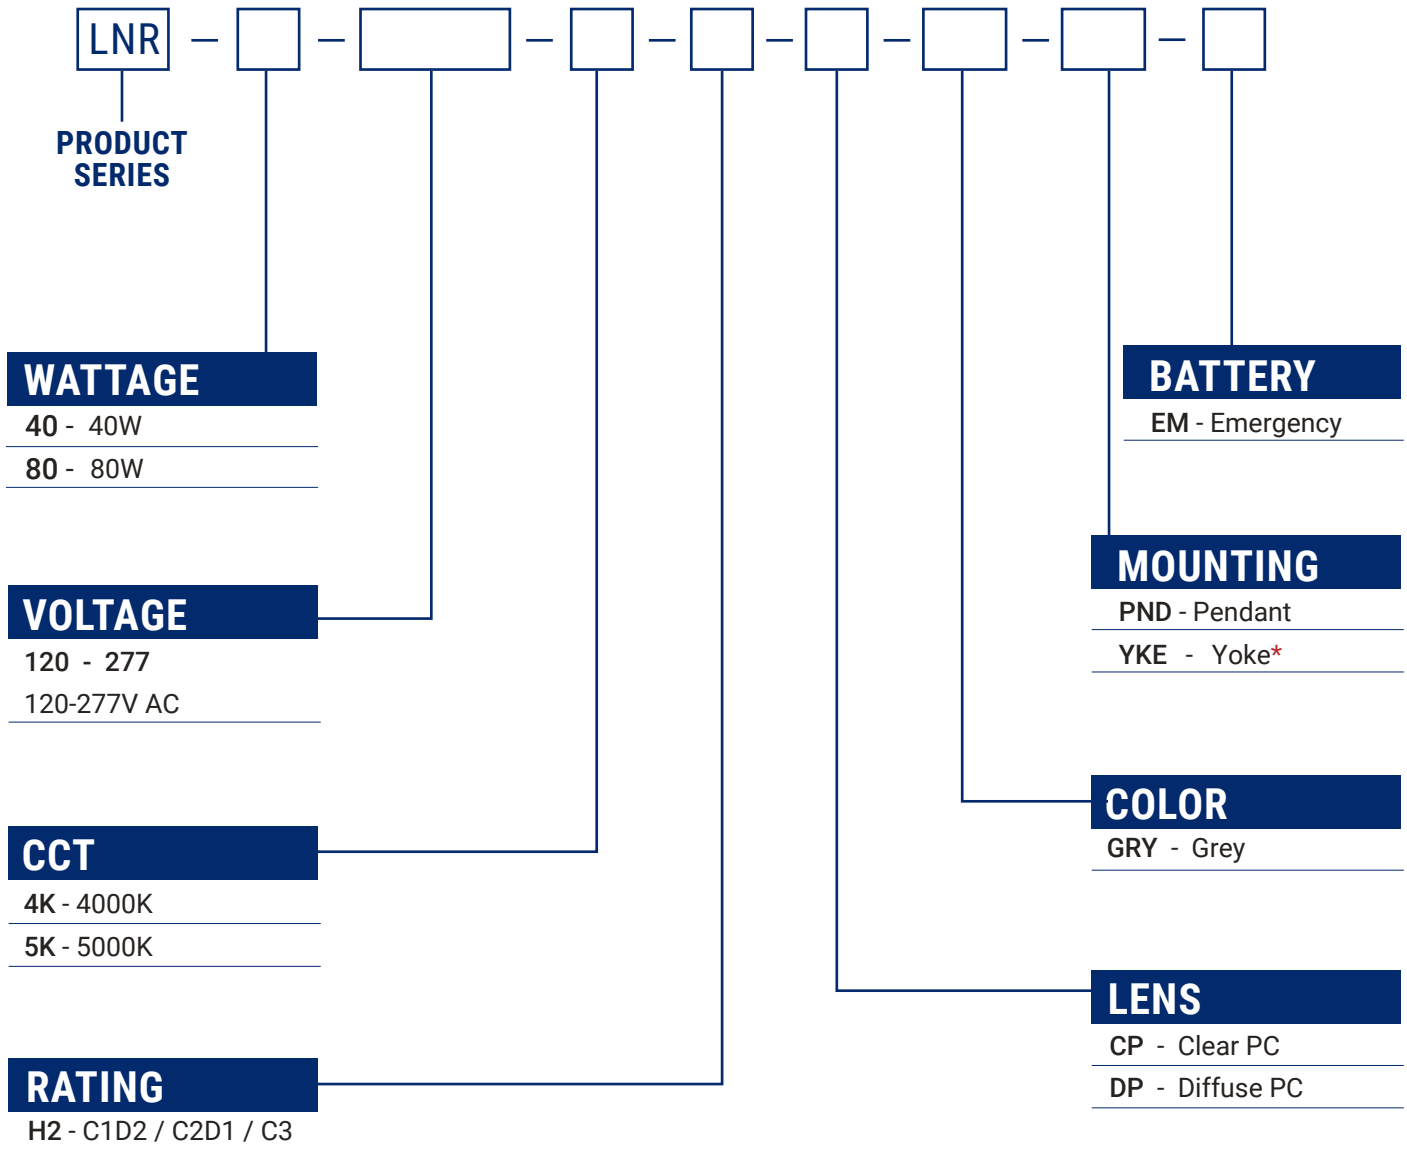 LNR — — — — — — — —
PRODUCT
SERIES
WATTAGE
40 - 40W
80 - 80W
VOLTAGE
120 - 277
120-277V AC
CCT
4K - 4000K
5K - 5000K
RATING
H2 - C1D2 / C2D1 / C3
BATTERY
EM - Emergency
MOUNTING
PND - Pendant
YKE - Yoke*
COLOR
GRY - Grey
LENS
CP - Clear PC
DP - Diffuse PC